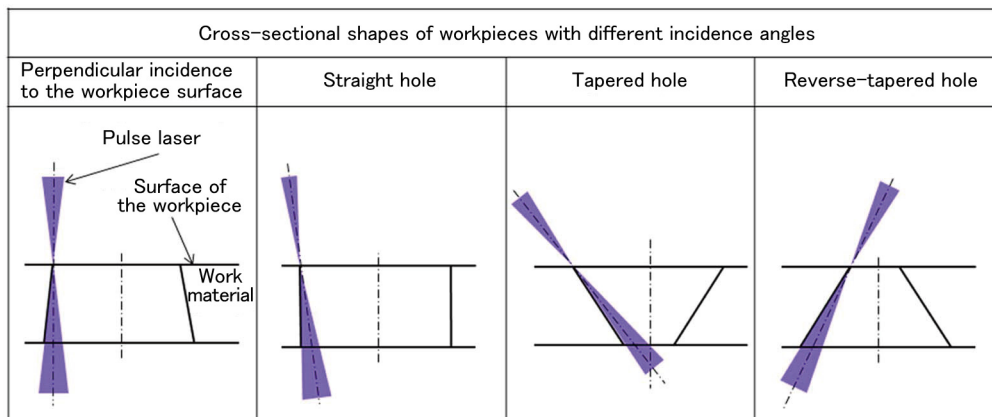 Cross-sectional shapes of workpieces with different incidence angles
Perpendicular incidence
to the workpiece surface
Straight hole
Tapered hole
Reverse-tapered hole
Pulse laser
Surface of
the workpiece
Work
material